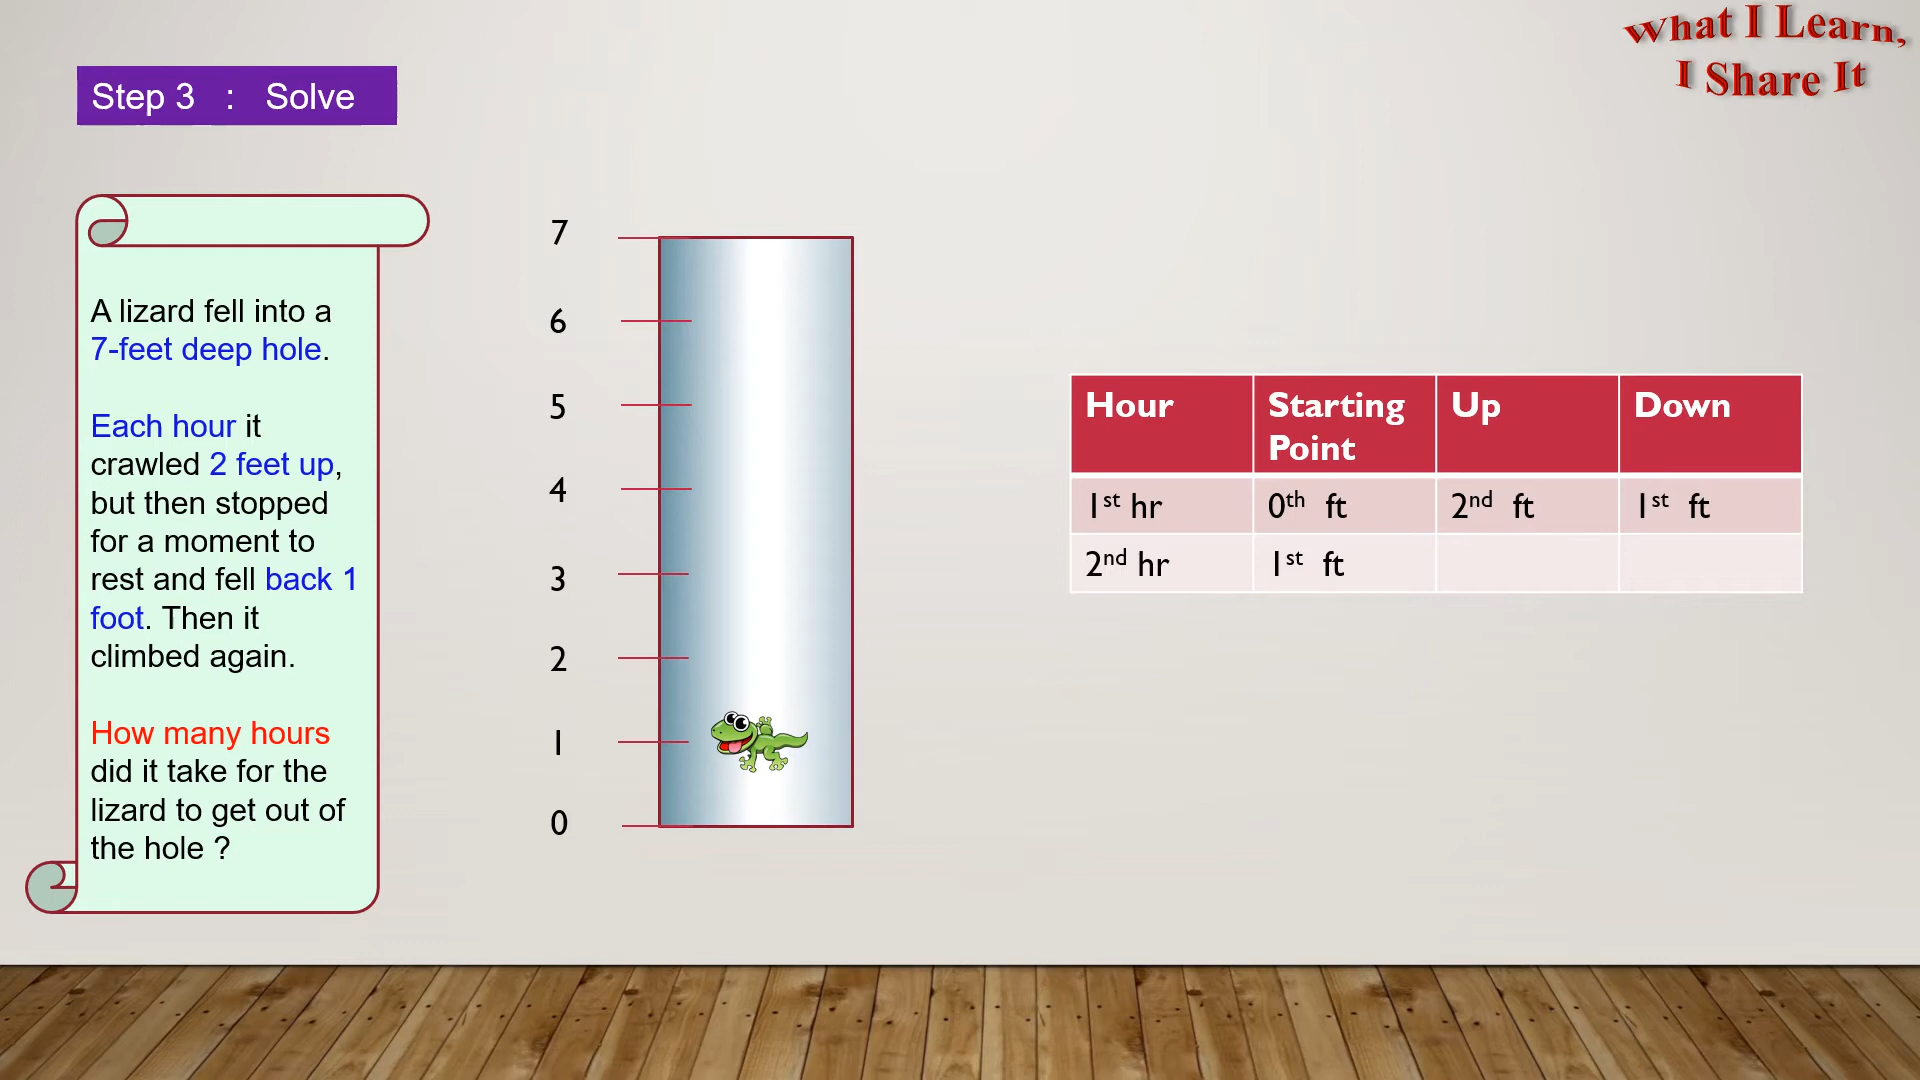 What I Learn,
I Share It
Step 3 : Solve
A lizard fell into a
7-feet deep hole.
Each hour it
crawled 2 feet up,
but then stopped
for a moment to
rest and fell back 1
foot. Then it
climbed again.
How many hours
did it take for the
lizard to get out of
the hole ?
7
6
5
4
3
2
1
0
Hour Starting Point Up Down
1st hr 0th ft 2nd ft 1st ft
2nd hr 1st ft